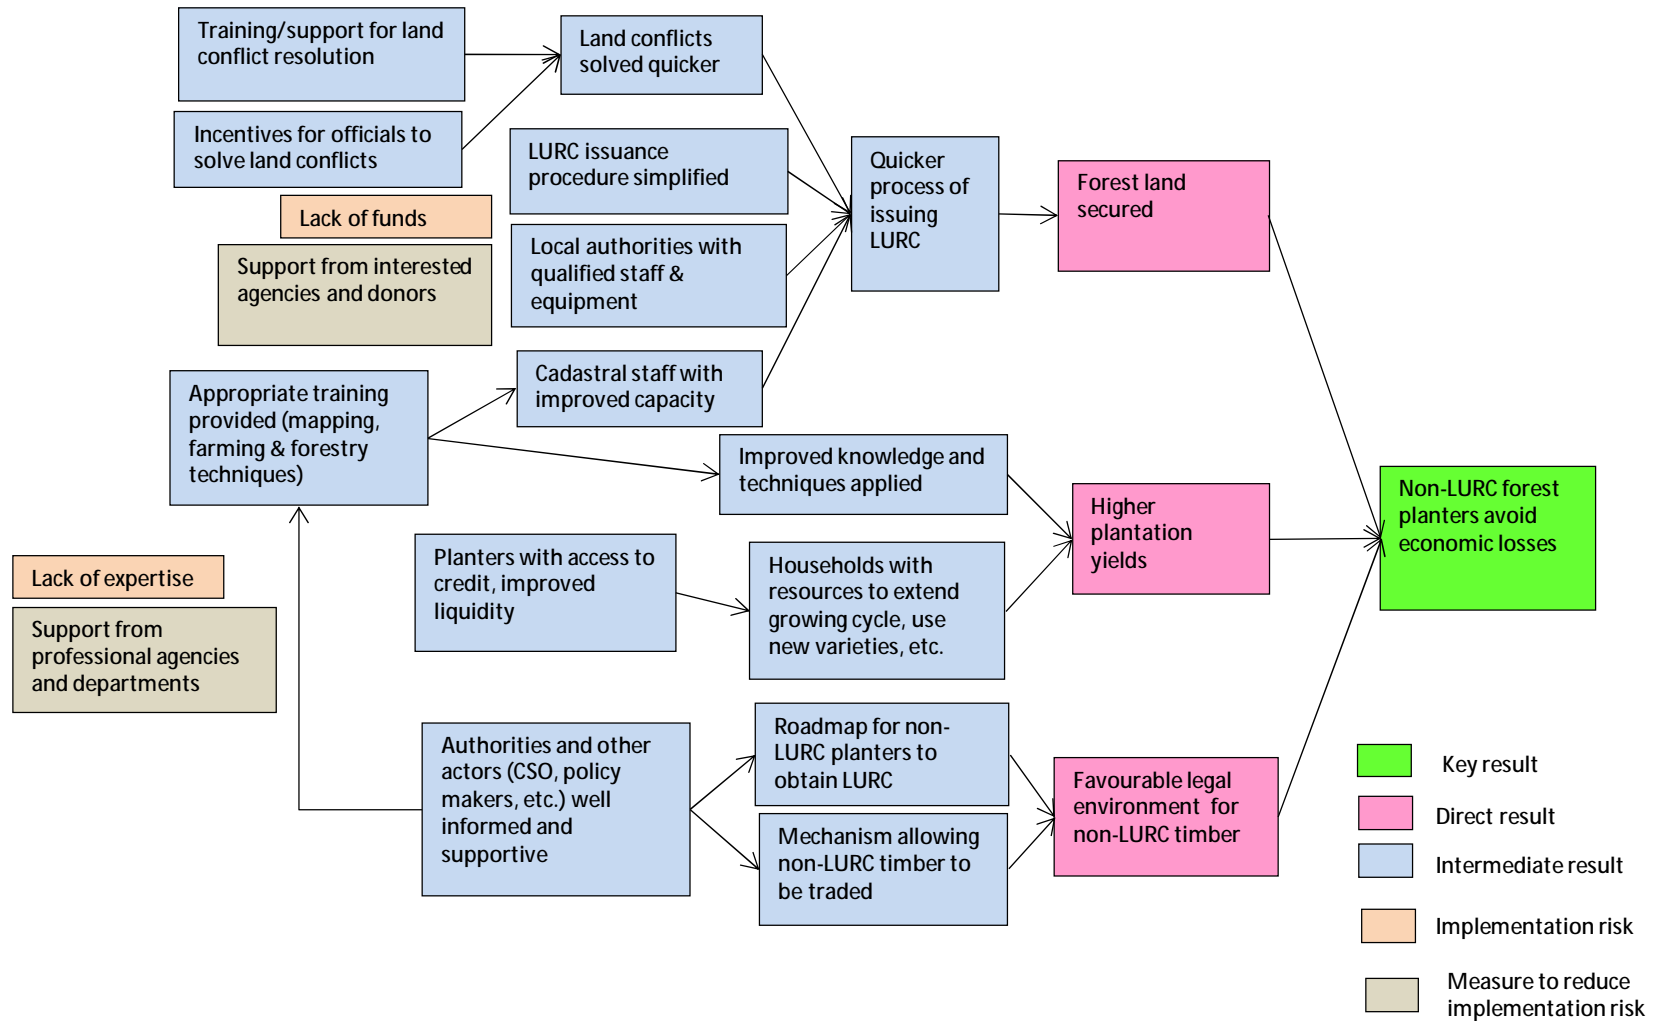 Training/support for land
conflict resolution
Land conflicts
solved quicker
Incentives for officials to
solve land conflicts
LURC issuance
procedure simplified
Quicker
process of
issuing
LURC
Forest land
secured
Lack of funds
Support from interested
agencies and donors
Local authorities with
qualified staff &
equipment
Cadastral staff with
improved capacity
Appropriate training
provided (mapping,
farming & forestry
techniques)
Improved knowledge and
techniques applied
Higher
plantation
yields
Non-LURC forest
planters avoid
economic losses
Planters with access to
credit, improved
liquidity
Households with
resources to extend
growing cycle, use
new varieties, etc.
Lack of expertise
Support from
professional agencies
and departments
Authorities and other
actors (CSO, policy
makers, etc.) well
informed and
supportive
Roadmap for non-
LURC planters to
obtain LURC
Mechanism allowing
non-LURC timber to
be traded
Favourable legal
environment for
non-LURC timber
Key result
Direct result
Intermediate result
Implementation risk
Measure to reduce
implementation risk